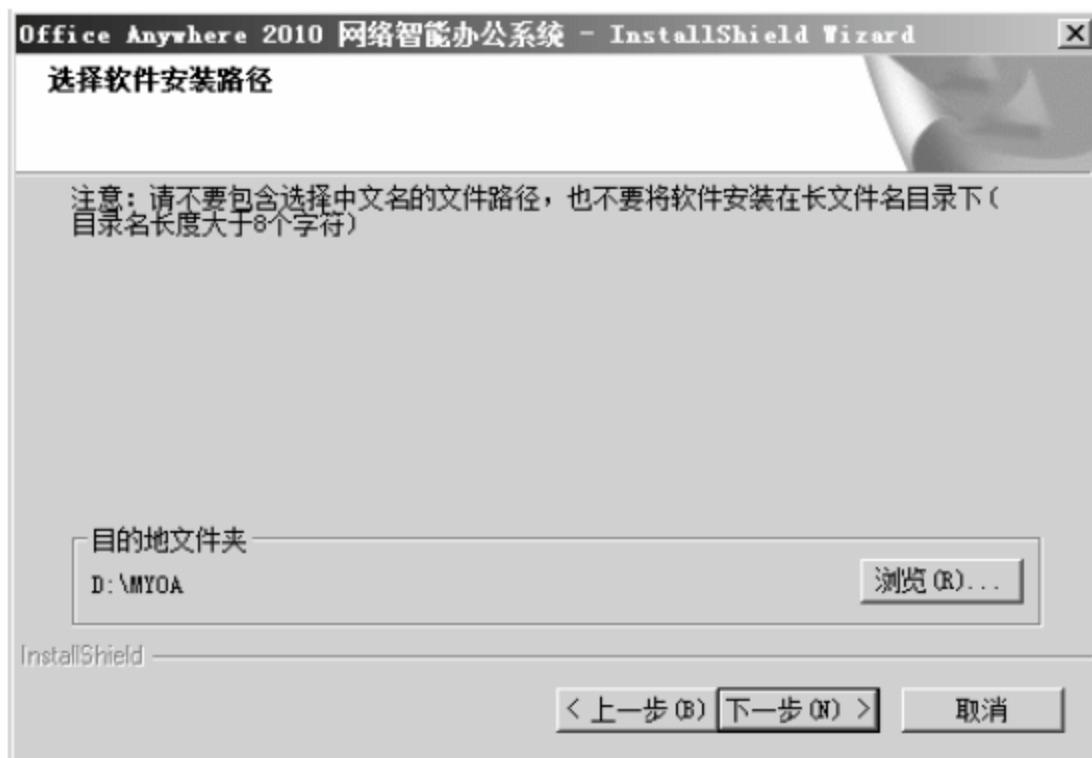 Office Anywhere 2010 网络智能办公系统 - InstallShield Wizard
选择软件安装路径
注意：请不要包含选择中文名的文件路径，也不要将软件安装在长文件名目录下(
目录名长度大于8个字符)
目的地文件夹
D:\MYOA
浏览(R)...
InstallShield
< 上一步(B) 下一步(N) > 取消